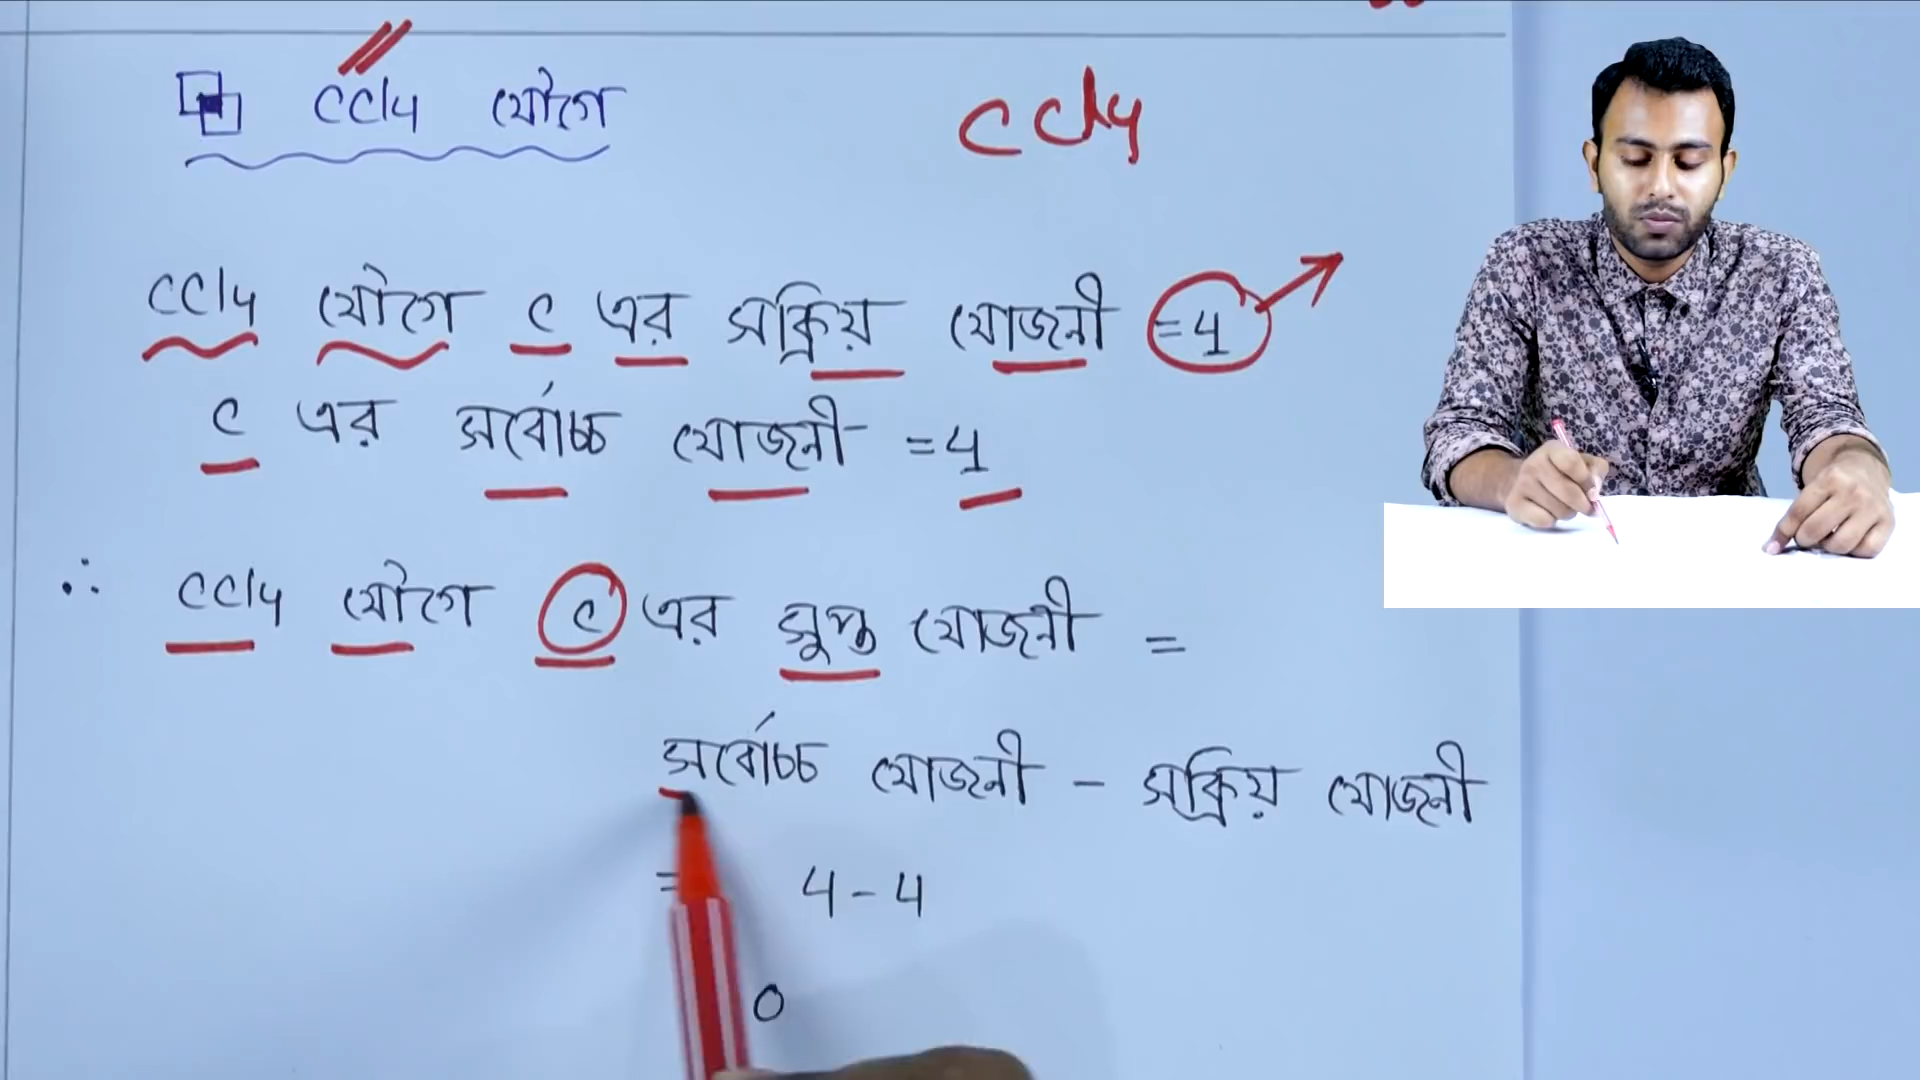 CCl4 যৌগে CCl4
CCl4 যৌগে C এর সক্রিয় যোজনী = 4
C এর সর্বোচ্চ যোজনী = 4
∴ CCl4 যৌগে C এর সুপ্ত যোজনী =
সর্বোচ্চ যোজনী - সক্রিয় যোজনী
= 4 - 4
0